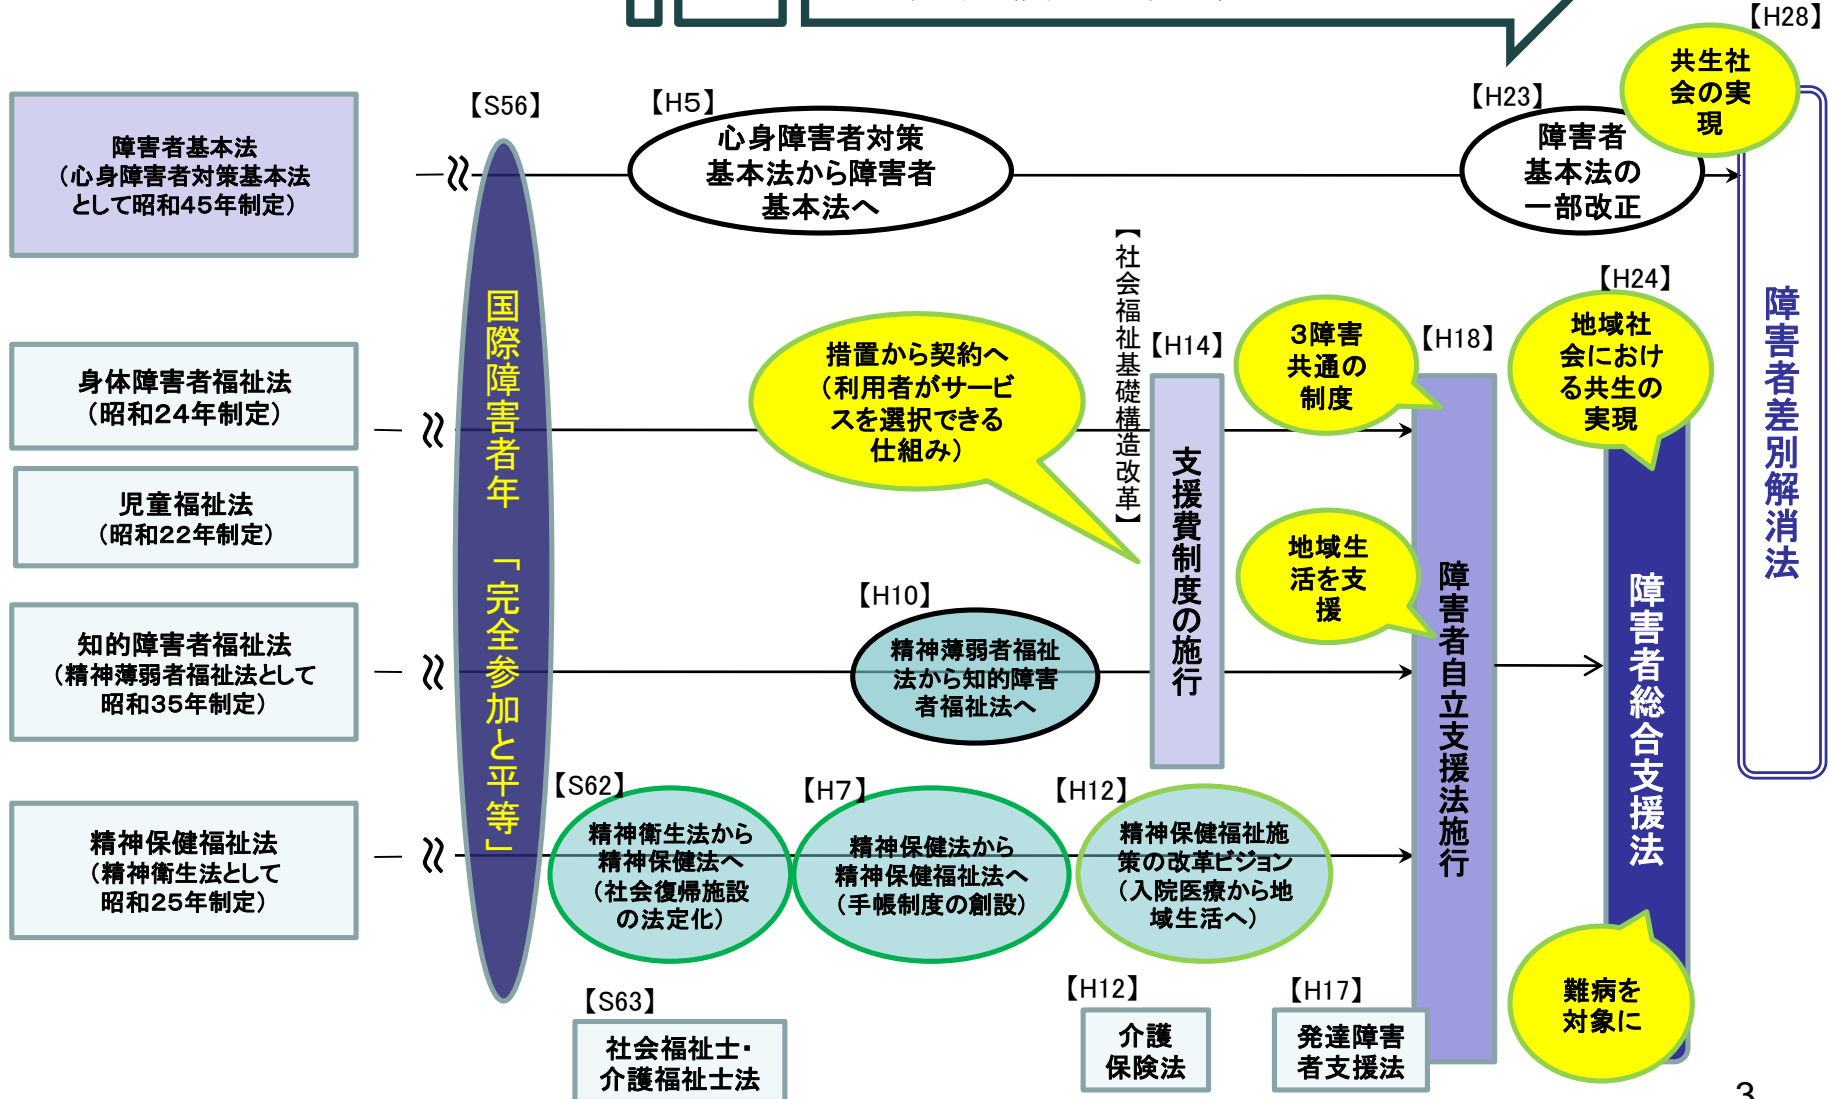 【H28】
共生社
会の実
現
【S56】
【H5】
【H23】
障害者基本法
（心身障害者対策基本法
として昭和45年制定）
心身障害者対策
基本法から障害者
基本法へ
障害者
基本法の
一部改正
【社会福祉基礎構造改革】
【H24】
国際障害者年　「完全参加と平等」
障害者差別解消法
身体障害者福祉法
（昭和24年制定）
措置から契約へ
（利用者がサービ
スを選択できる
仕組み）
【H14】
3障害
共通の
制度
【H18】
地域社
会におけ
る共生の
実現
児童福祉法
（昭和22年制定）
支援費制度の施行
地域生
活を支
援
障害者自立支援法施行
障害者総合支援法
【H10】
知的障害者福祉法
（精神薄弱者福祉法として
昭和35年制定）
精神薄弱者福祉
法から知的障害
者福祉法へ
【S62】
【H7】
【H12】
精神保健福祉法
（精神衛生法として
昭和25年制定）
精神衛生法から
精神保健法へ
（社会復帰施設
の法定化）
精神保健法から
精神保健福祉法へ
（手帳制度の創設）
精神保健福祉施
策の改革ビジョン
（入院医療から地
域生活へ）
難病を
対象に
【S63】
【H12】
【H17】
社会福祉士・
介護福祉士法
介護
保険法
発達障害
者支援法
3